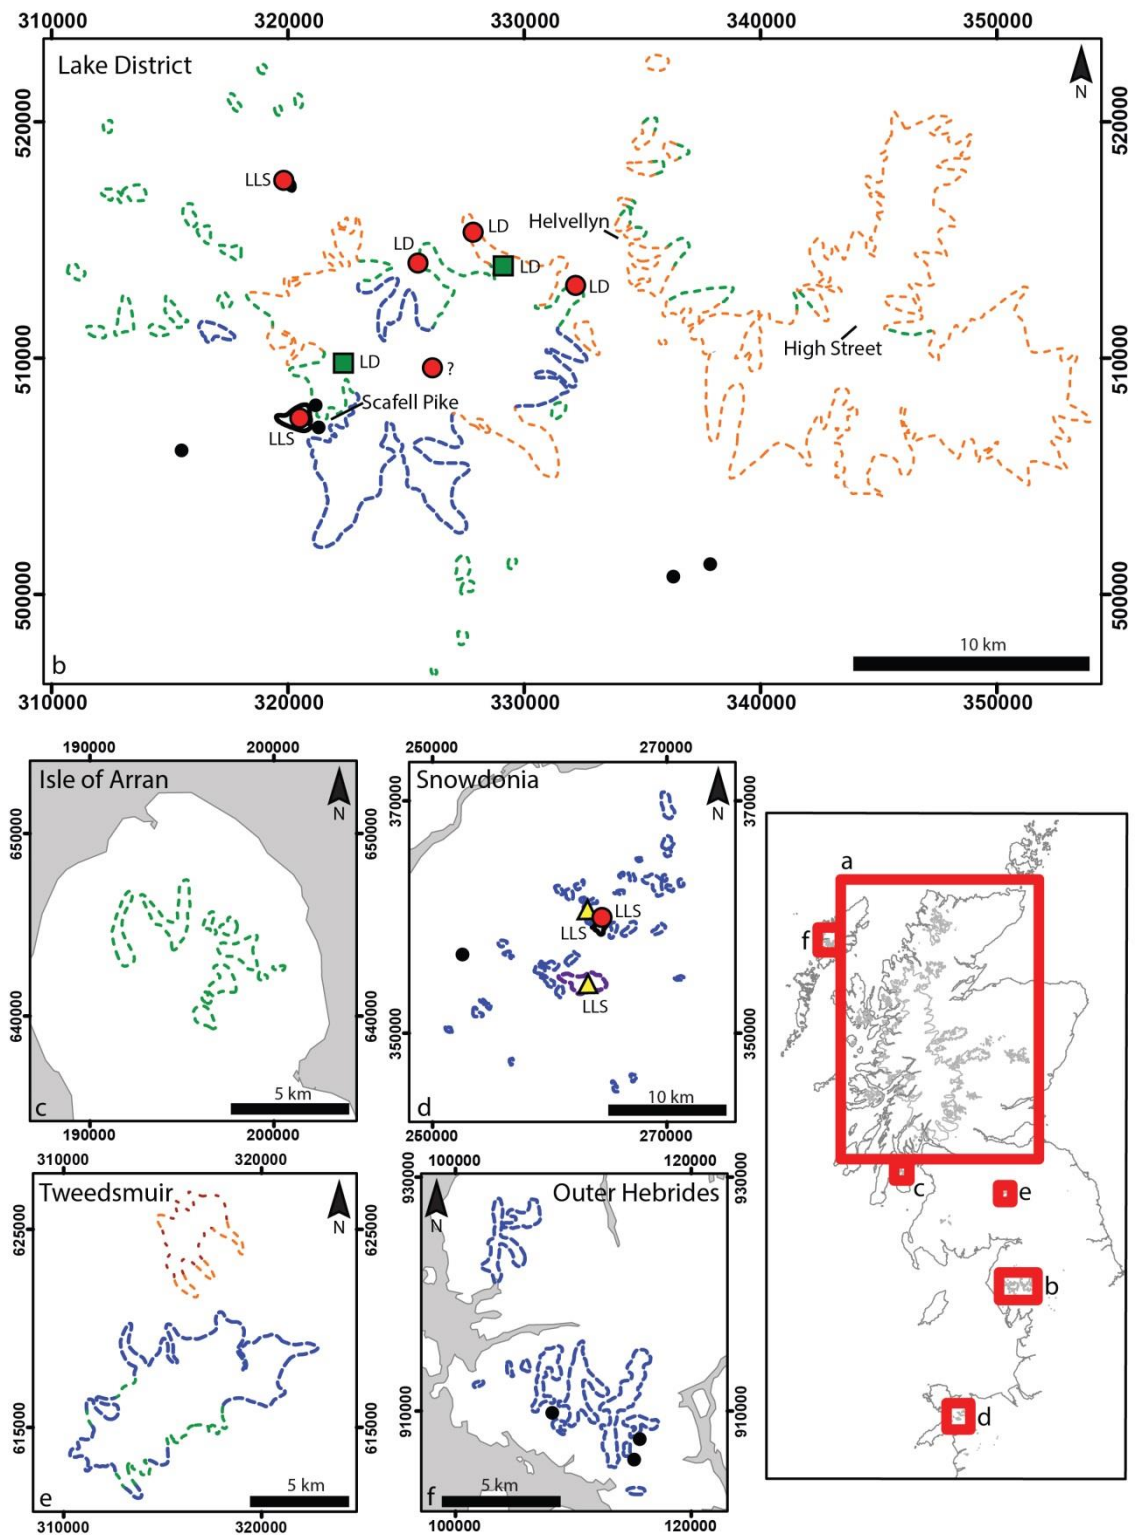 310000 320000 330000 340000 350000
Lake District
N
520000 520000
LLS
Helvellyn
LD
LD
LD
LD
High Street
510000 510000
LD
?
Scafell Pike
LLS
500000 500000
10 km
b
310000 320000 330000 340000 350000
190000 200000
Isle of Arran
N
650000 650000
640000 640000
5 km
c
190000 200000
250000 270000
Snowdonia
N
370000 370000
LLS
LLS
LLS
350000 350000
10 km
d
250000 270000
a
f
c
e
b
d
310000 320000
Tweedsmuir
N
625000 625000
615000 615000
5 km
e
310000 320000
100000 120000
Outer Hebrides
N
930000 930000
910000 910000
5 km
f
100000 120000